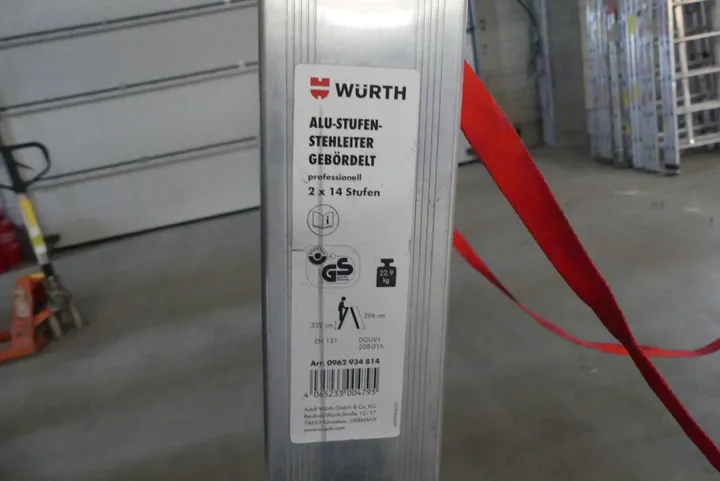 WÜRTH
ALU-STUFEN-
STEHLEITER
GEBÖRDELT
professionell
2 x 14 Stufen
GS
22,9
kg
396 cm
322 cm
EN 131
DGUV-I
208-016
Art. 0962 934 814
4 065233 004795
Adolf Würth GmbH & Co. KG
Reinhold-Würth-Straße 12 - 17
74653 Künzelsau, GERMANY
www.wuerth.com